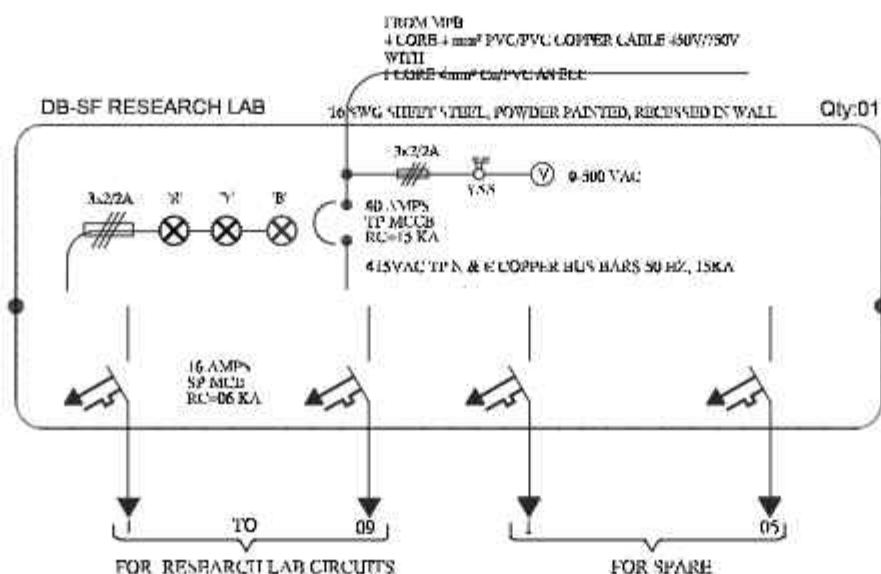 FROM MPB
4 CORE 4 mm² PVC/PVC COPPER CABLE 450V/750V
WITH
1 CORE 4mm² Cu/PVC AS ECC
DB-SF RESEARCH LAB
16 SWG SHEET STEEL, POWDER PAINTED, RECESSED IN WALL
Qty:01
3x2/2A
V.S.S
V
0-500 VAC
3x2/2A
'R'
'Y'
'B'
AMPS
TP MCCB
RC=15 KA
415VAC TPN & E COPPER BUS BARS 50 HZ, 15KA
16 AMPS
SP MCB
RC=06 KA
1
TO
09
1
05
FOR RESEARCH LAB CIRCUITS
FOR SPARE